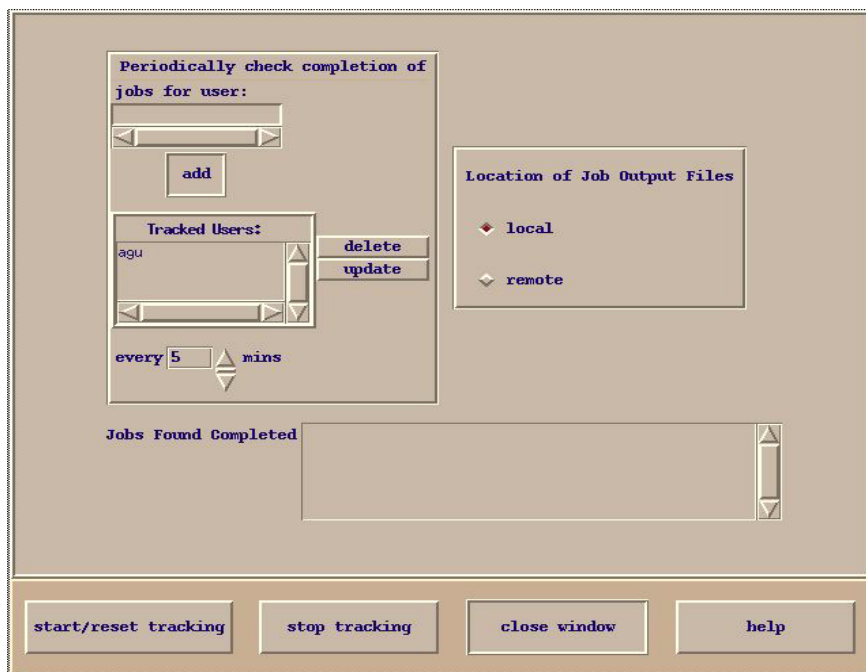 Periodically check completion of
jobs for user:
add
Tracked Users:
agu
delete
update
every 5 mins
Location of Job Output Files
local
remote
Jobs Found Completed
start/reset tracking
stop tracking
close window
help